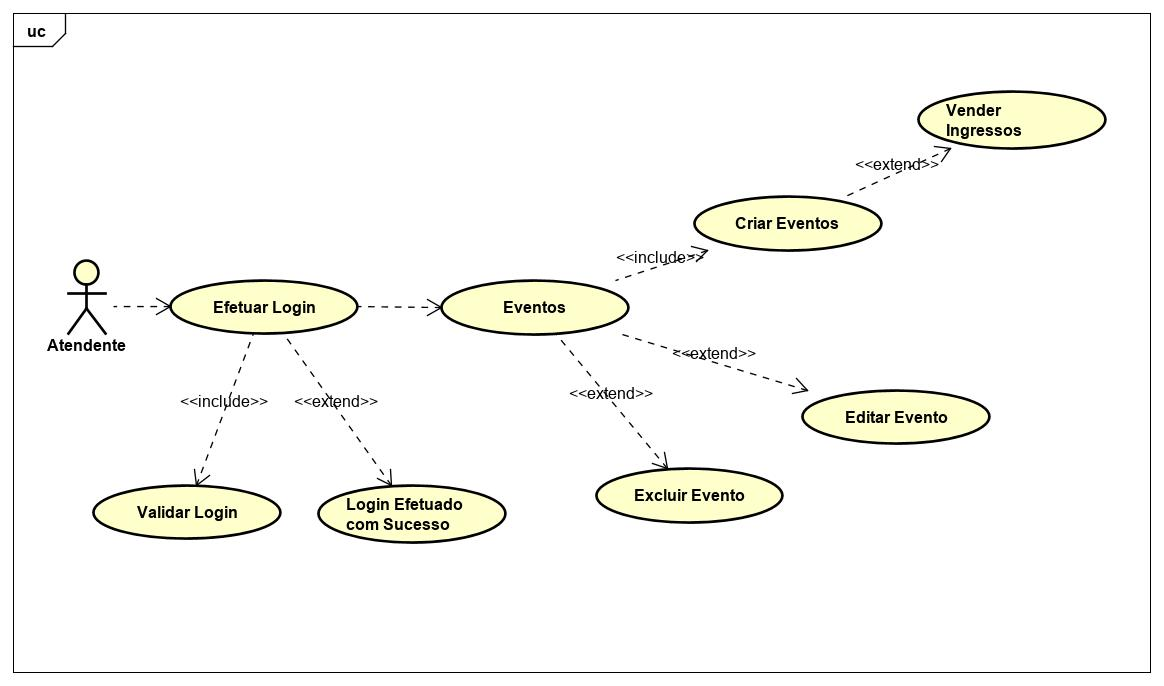 uc
Vender
Ingressos
<<extend>>
Criar Eventos
<<include>>
Efetuar Login
Eventos
Atendente
<<extend>>
<<extend>>
<<include>>
<<extend>>
Editar Evento
Excluir Evento
Validar Login
Login Efetuado
com Sucesso